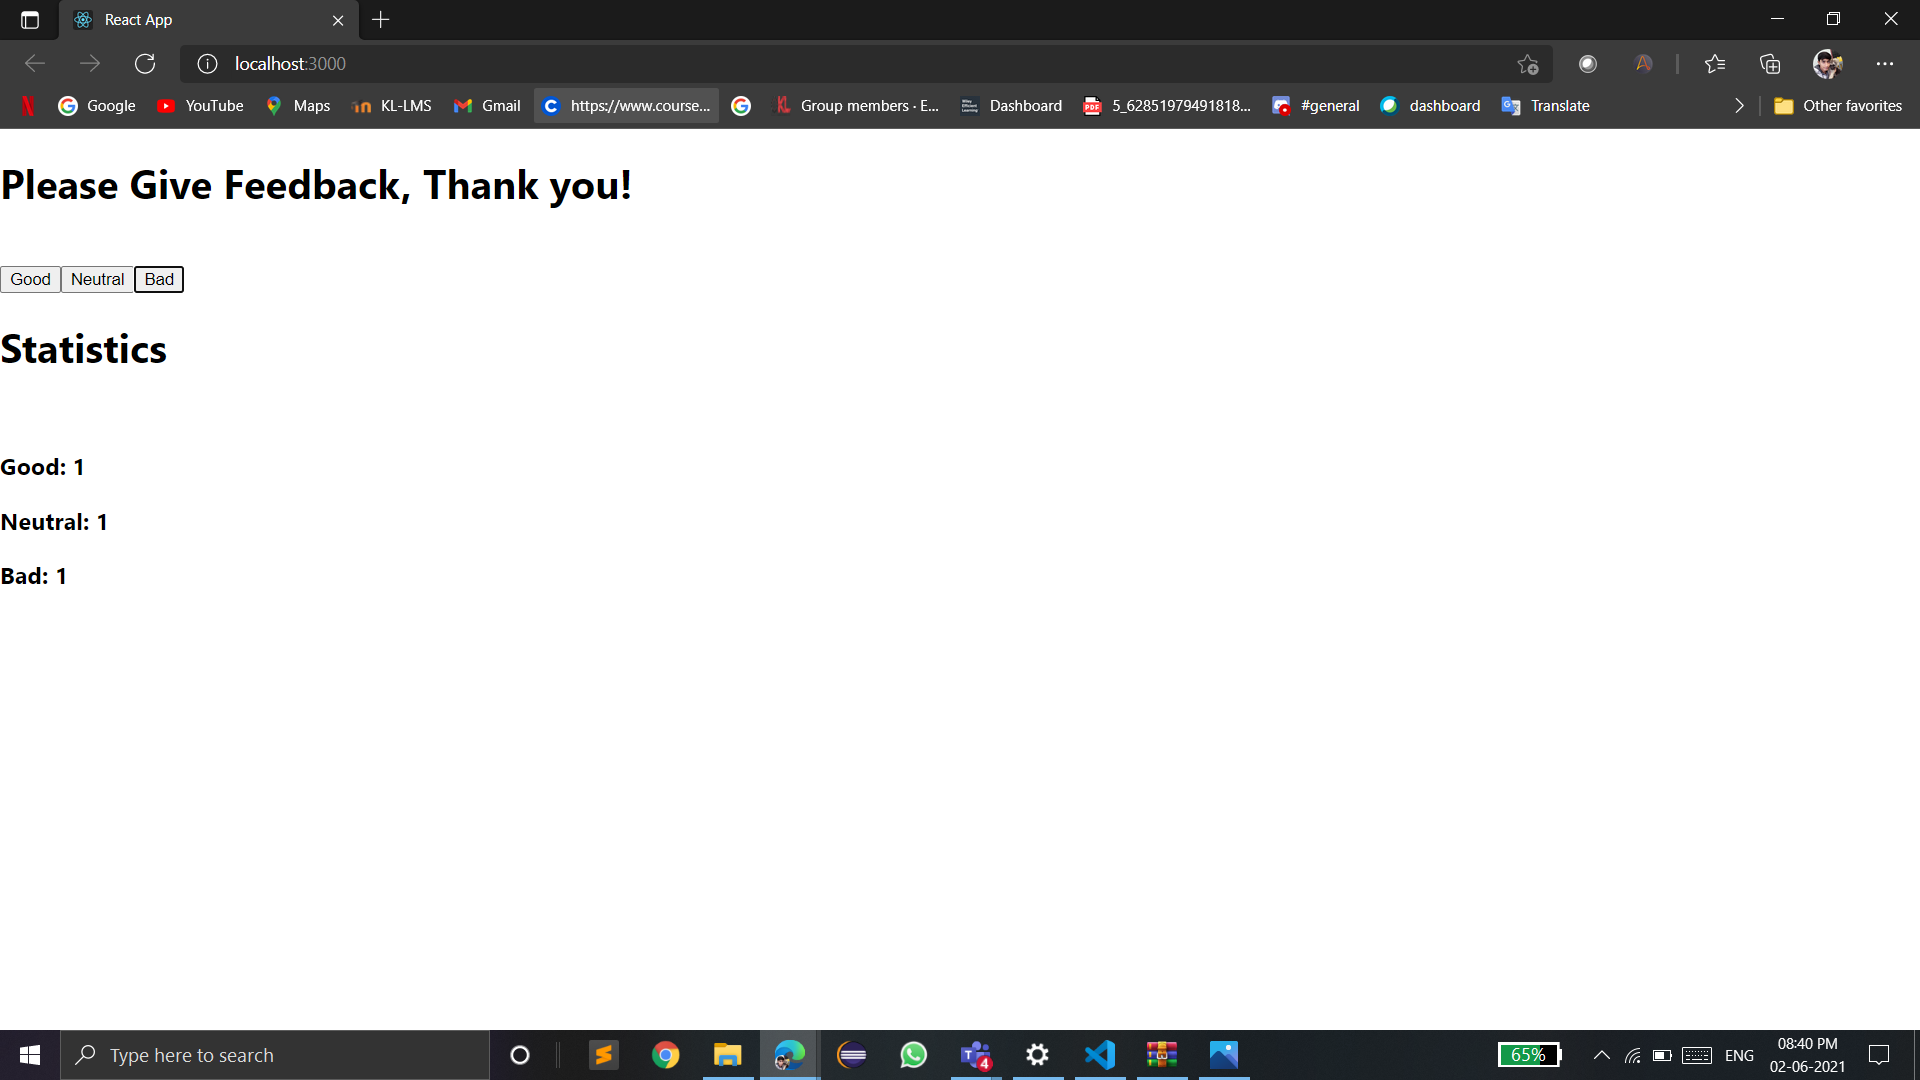 React App
localhost:3000
Google YouTube Maps KL-LMS Gmail https://www.course... Group members · E... Dashboard 5_62851979491818... #general dashboard Translate Other favorites
Please Give Feedback, Thank you!
Good Neutral Bad
Statistics
Good: 1
Neutral: 1
Bad: 1
Type here to search
4
65%
ENG
08:40 PM
02-06-2021